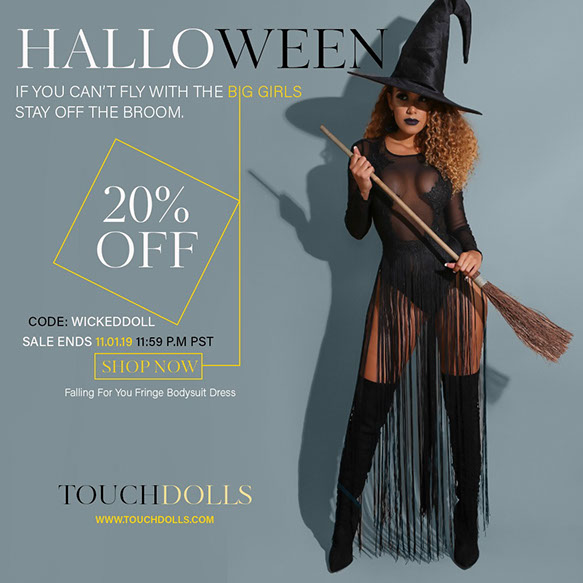 HALLOWEEN
IF YOU CAN'T FLY WITH THE BIG GIRLS
STAY OFF THE BROOM.
20%
OFF
CODE: WICKEDDOLL
SALE ENDS 11.01.19 11:59 P.M PST
SHOP NOW
Falling For You Fringe Bodysuit Dress
TOUCHDOLLS
WWW.TOUCHDOLLS.COM